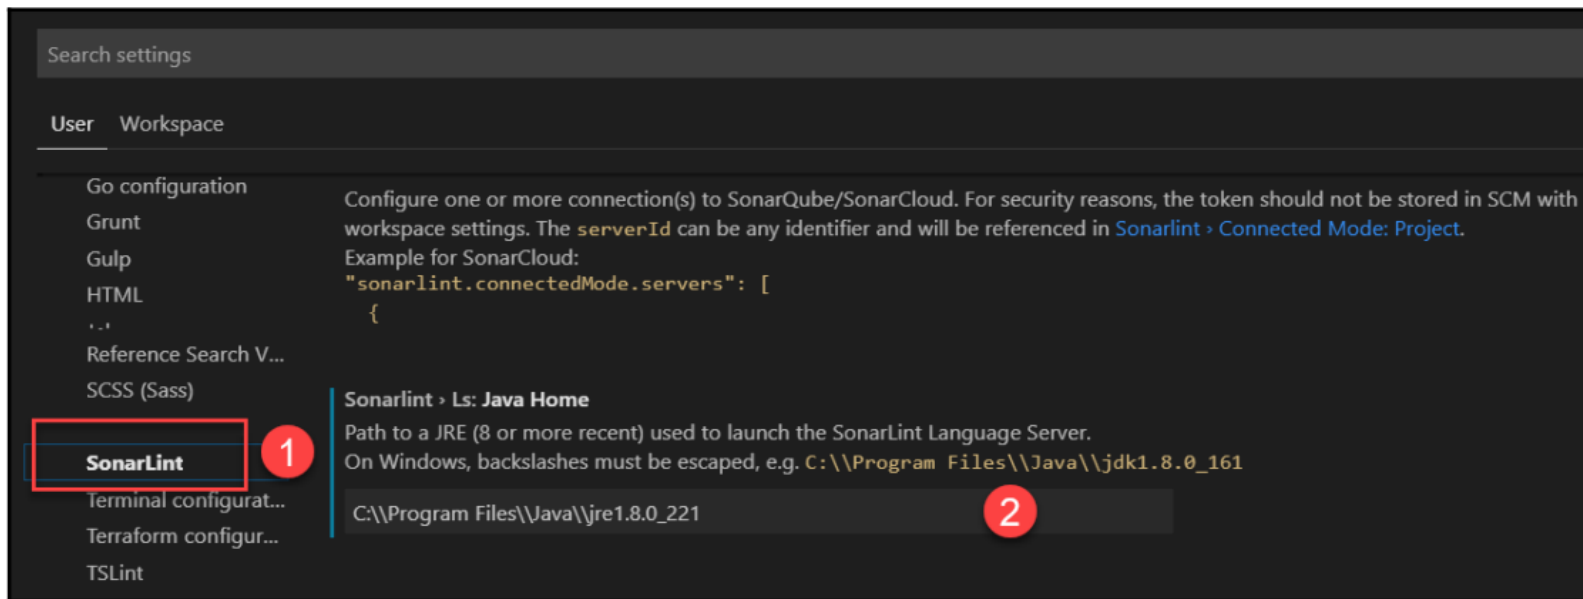 Search settings
User Workspace
Go configuration
Grunt
Gulp
HTML
Reference Search V...
SCSS (Sass)
SonarLint
1
Terminal configurat...
Terraform configur...
TSLint
Configure one or more connection(s) to SonarQube/SonarCloud. For security reasons, the token should not be stored in SCM with
workspace settings. The serverId can be any identifier and will be referenced in Sonarlint › Connected Mode: Project.
Example for SonarCloud:
"sonarlint.connectedMode.servers": [
{
Sonarlint › Ls: Java Home
Path to a JRE (8 or more recent) used to launch the SonarLint Language Server.
On Windows, backslashes must be escaped, e.g. C:\\Program Files\\Java\\jdk1.8.0_161
C:\\Program Files\\Java\\jre1.8.0_221
2